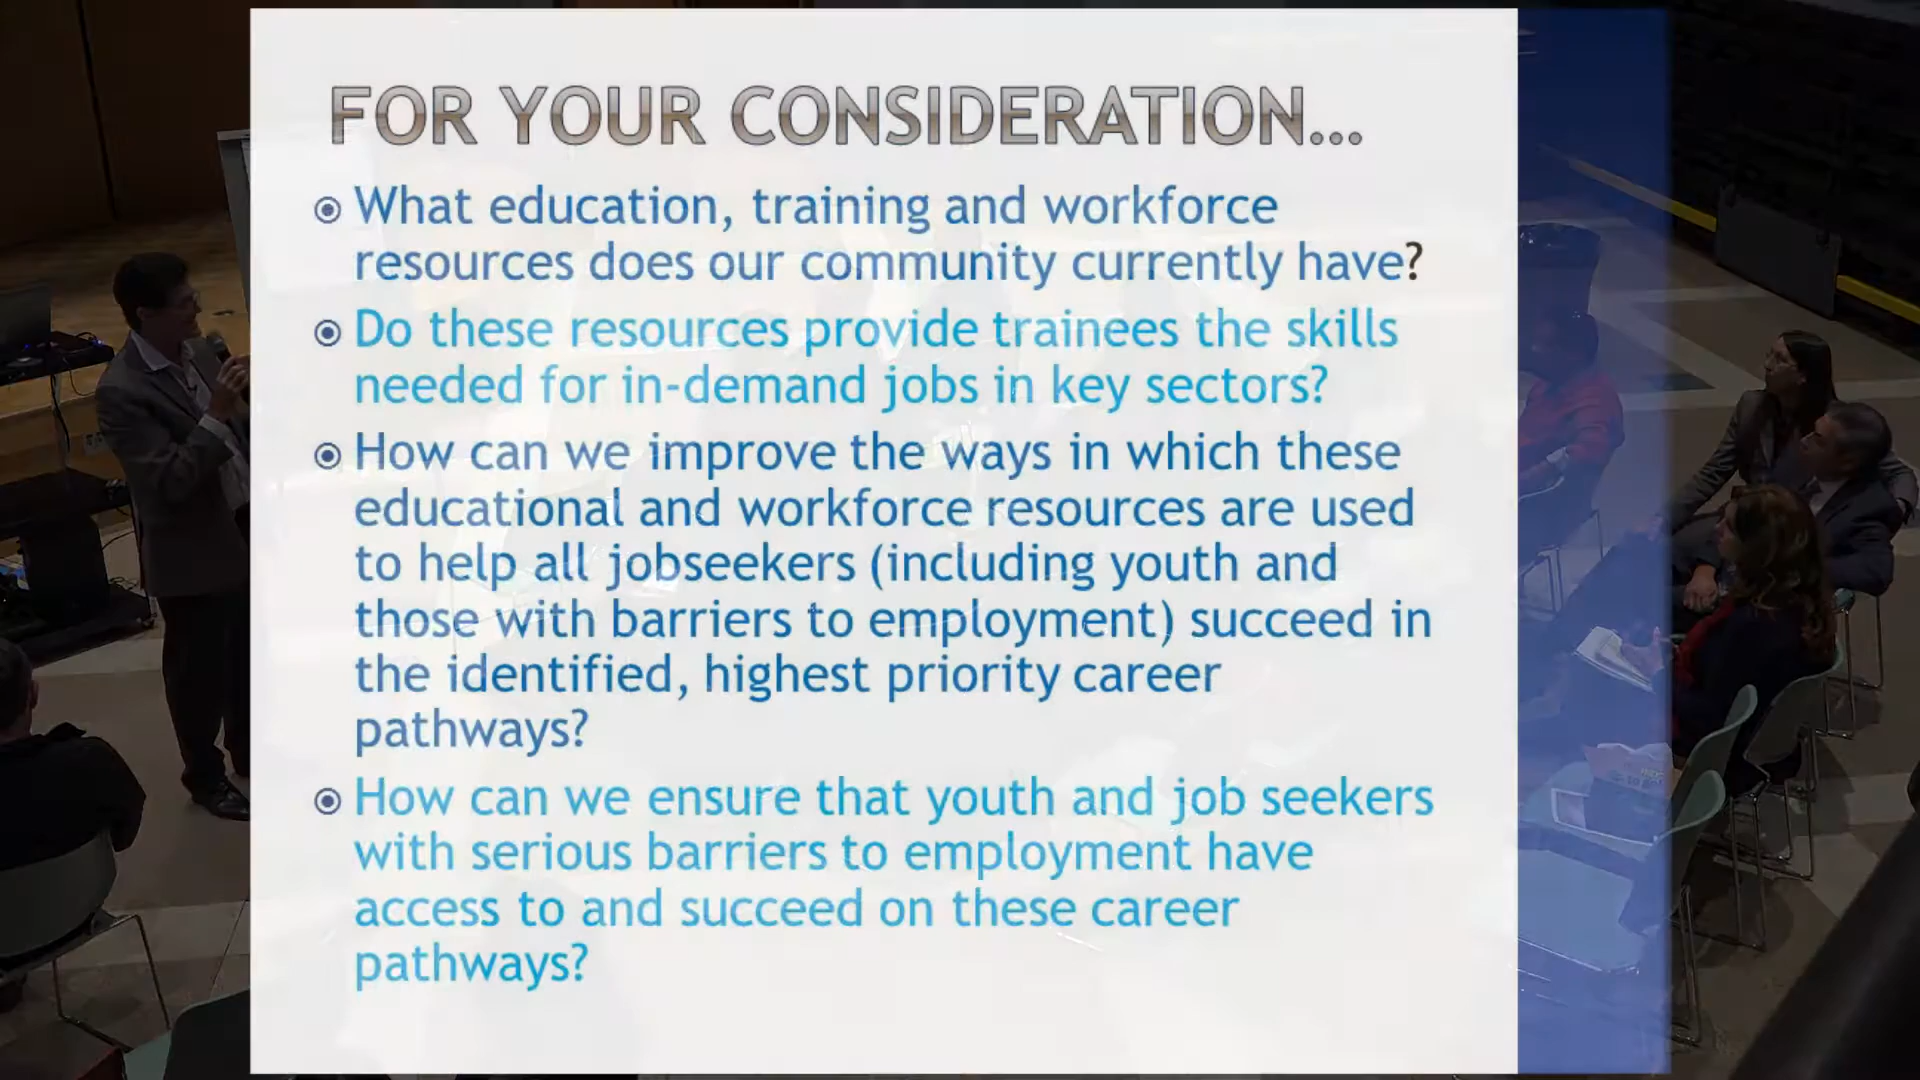 FOR YOUR CONSIDERATION...
What education, training and workforce
resources does our community currently have?
Do these resources provide trainees the skills
needed for in-demand jobs in key sectors?
How can we improve the ways in which these
educational and workforce resources are used
to help all jobseekers (including youth and
those with barriers to employment) succeed in
the identified, highest priority career
pathways?
How can we ensure that youth and job seekers
with serious barriers to employment have
access to and succeed on these career
pathways?